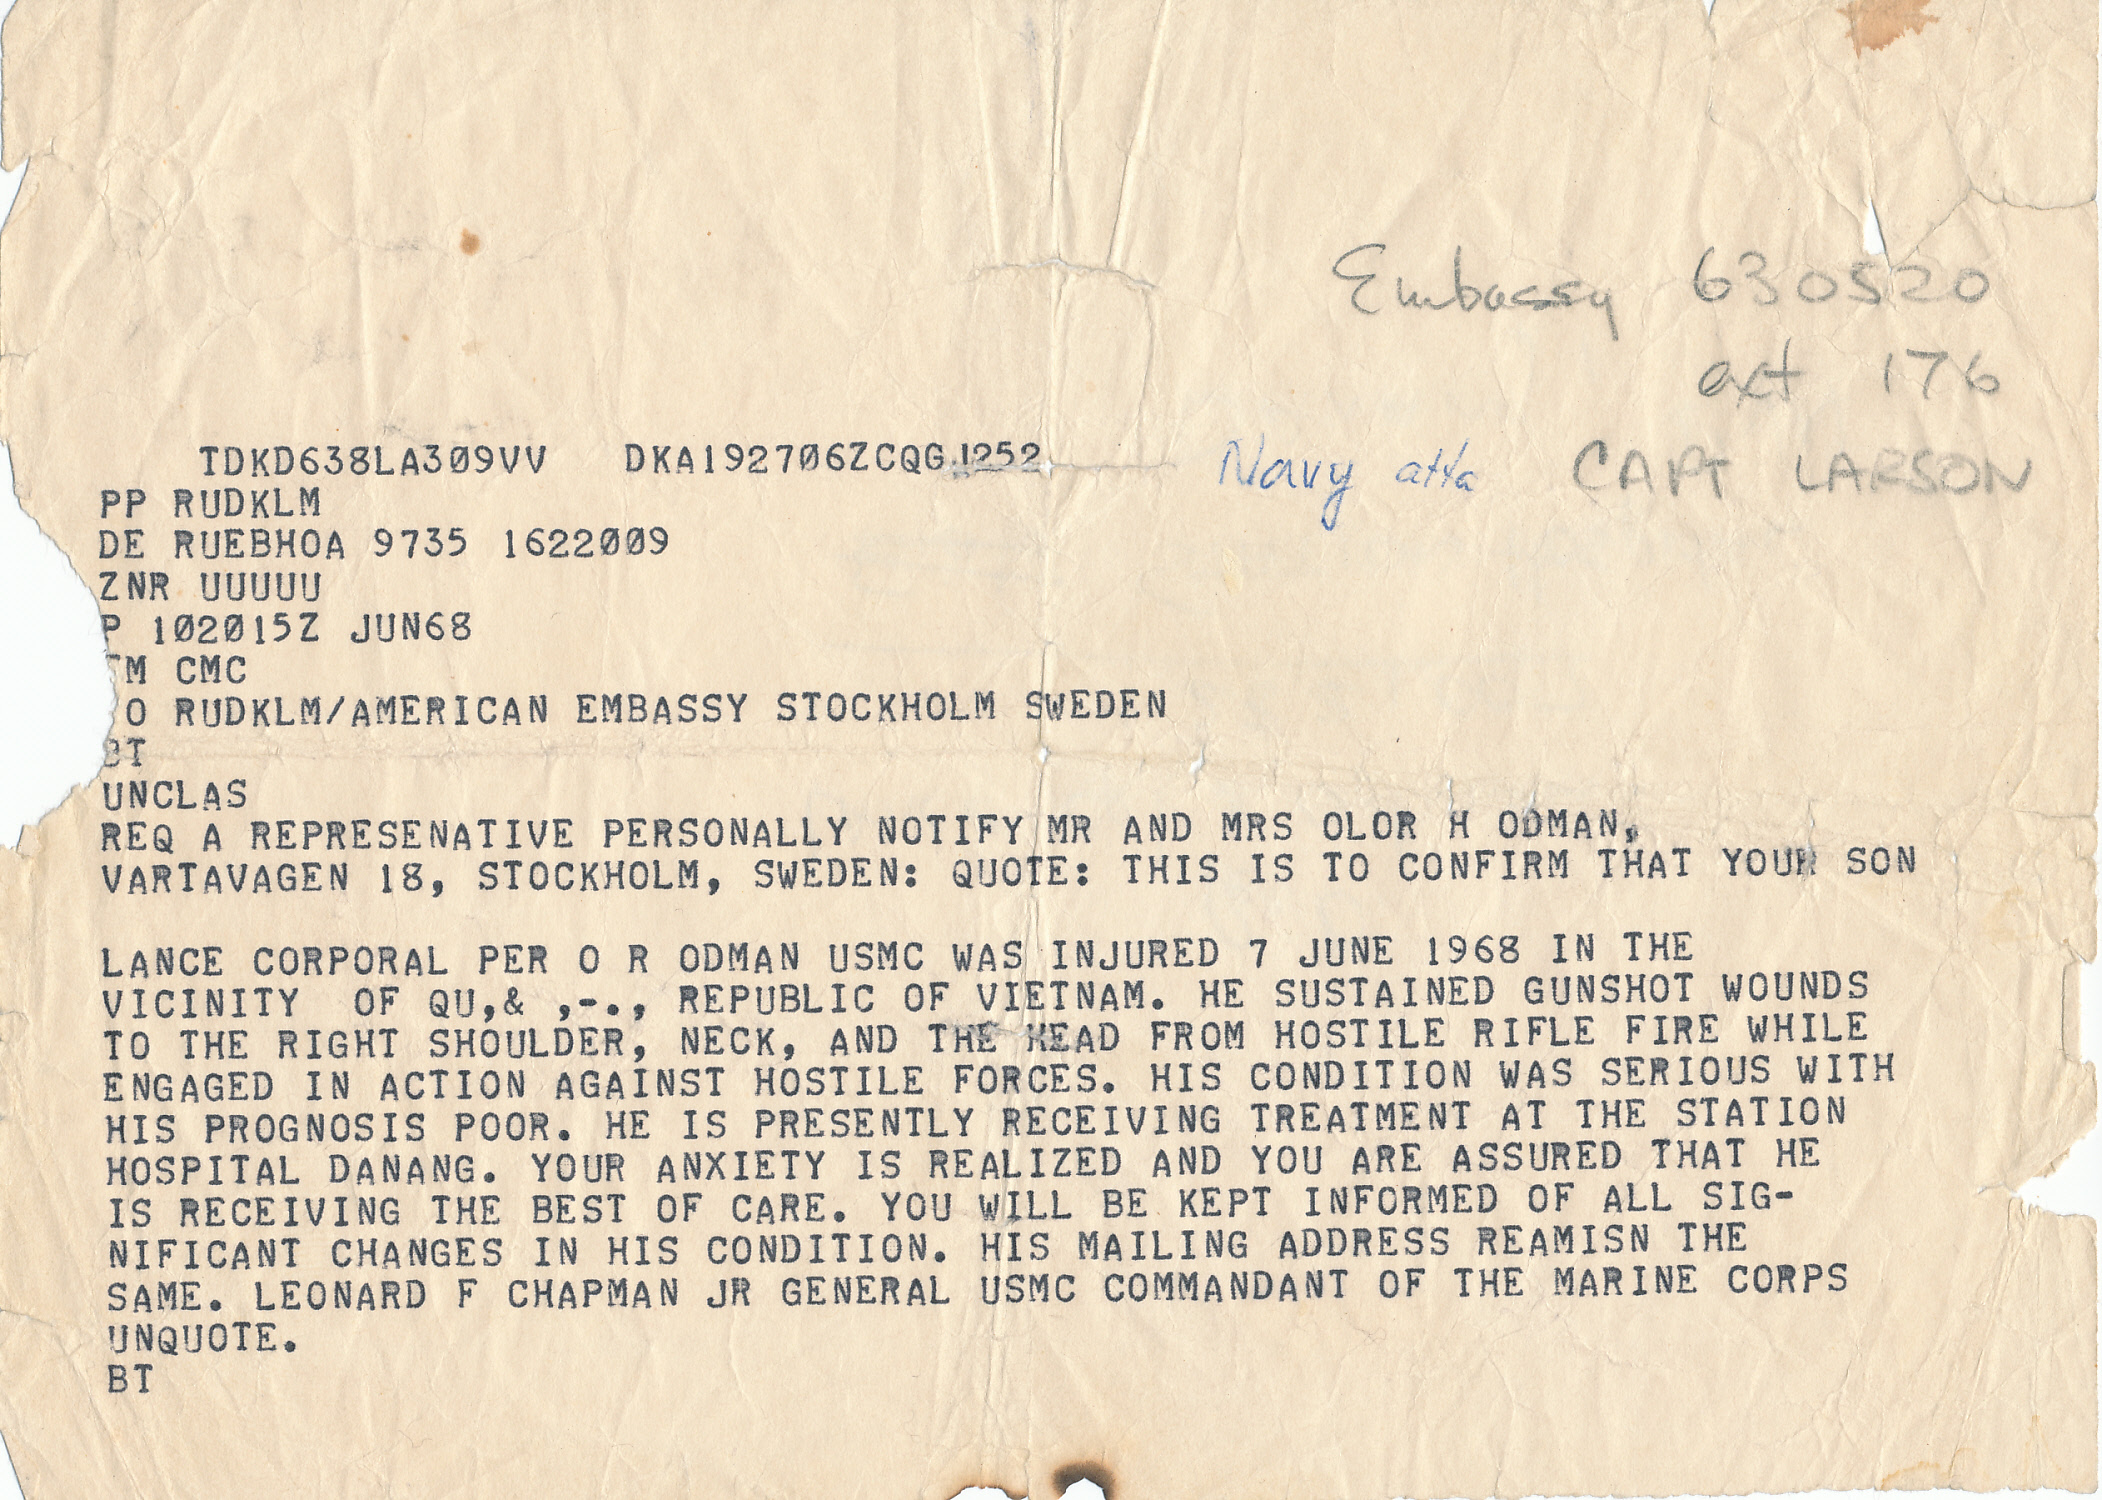 Embassy 630520
ext 176
TDKD638LA309VV DKA192706ZCQGJ252
Navy atta CAPT LARSON
PP RUDKLM
DE RUEBHOA 9735 1622009
ZNR UUUUU
P 102015Z JUN68
FM CMC
TO RUDKLM/AMERICAN EMBASSY STOCKHOLM SWEDEN
BT
UNCLAS
REQ A REPRESENATIVE PERSONALLY NOTIFY MR AND MRS OLOR H ODMAN,
VARTAVAGEN 18, STOCKHOLM, SWEDEN: QUOTE: THIS IS TO CONFIRM THAT YOUR SON
LANCE CORPORAL PER O R ODMAN USMC WAS INJURED 7 JUNE 1968 IN THE
VICINITY OF QU,& ,-., REPUBLIC OF VIETNAM. HE SUSTAINED GUNSHOT WOUNDS
TO THE RIGHT SHOULDER, NECK, AND THE HEAD FROM HOSTILE RIFLE FIRE WHILE
ENGAGED IN ACTION AGAINST HOSTILE FORCES. HIS CONDITION WAS SERIOUS WITH
HIS PROGNOSIS POOR. HE IS PRESENTLY RECEIVING TREATMENT AT THE STATION
HOSPITAL DANANG. YOUR ANXIETY IS REALIZED AND YOU ARE ASSURED THAT HE
IS RECEIVING THE BEST OF CARE. YOU WILL BE KEPT INFORMED OF ALL SIG-
NIFICANT CHANGES IN HIS CONDITION. HIS MAILING ADDRESS REAMISN THE
SAME. LEONARD F CHAPMAN JR GENERAL USMC COMMANDANT OF THE MARINE CORPS
UNQUOTE.
BT